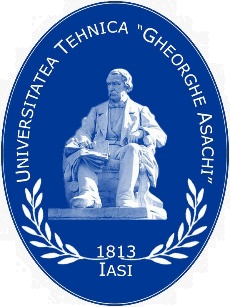 UNIVERSITATEA TEHNICA "GHEORGHE ASACHI"
1813
IASI